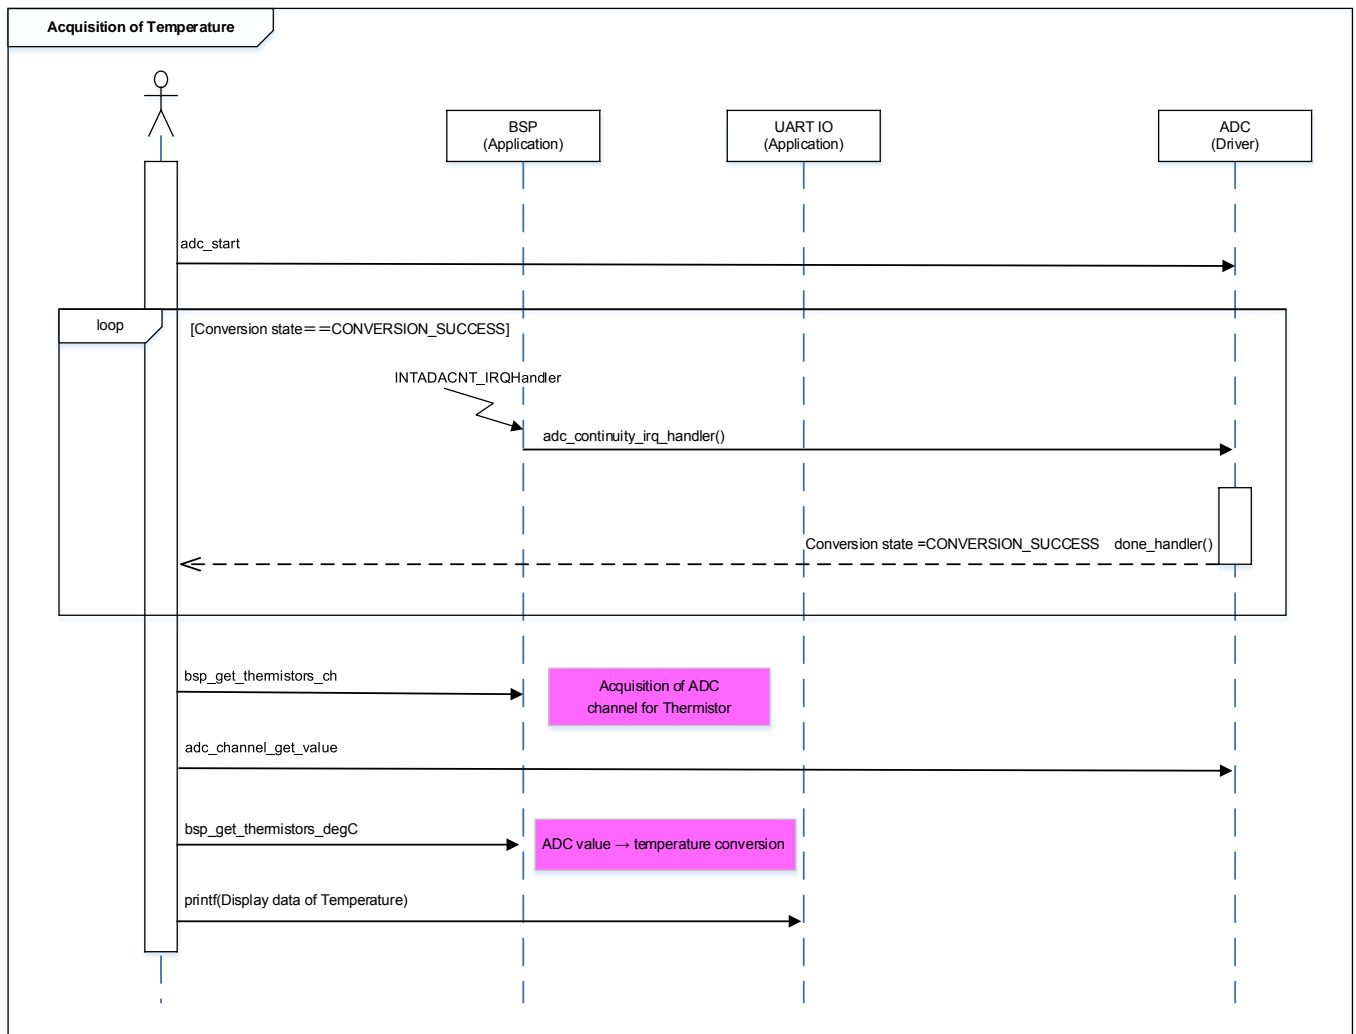 Acquisition of Temperature
BSP
(Application)
UART IO
(Application)
ADC
(Driver)
adc_start
loop
[Conversion state＝＝CONVERSION_SUCCESS]
INTADACNT_IRQHandler
adc_continuity_irq_handler()
Conversion state =CONVERSION_SUCCESS done_handler()
bsp_get_thermistors_ch
Acquisition of ADC
channel for Thermistor
adc_channel_get_value
bsp_get_thermistors_degC
ADC value → temperature conversion
printf(Display data of Temperature)